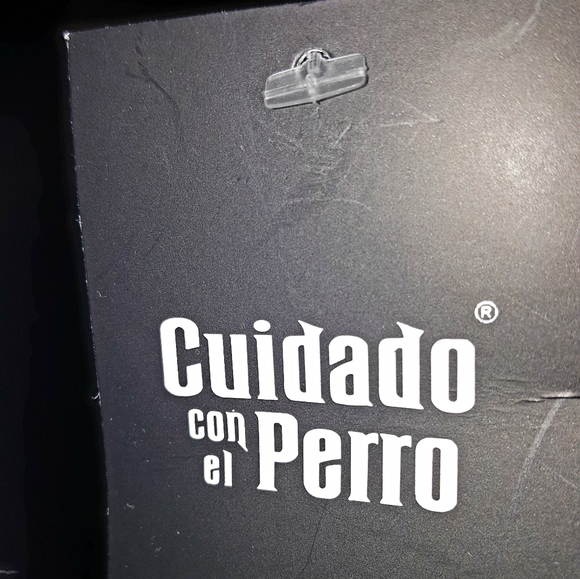 Cuidado®
con
el Perro